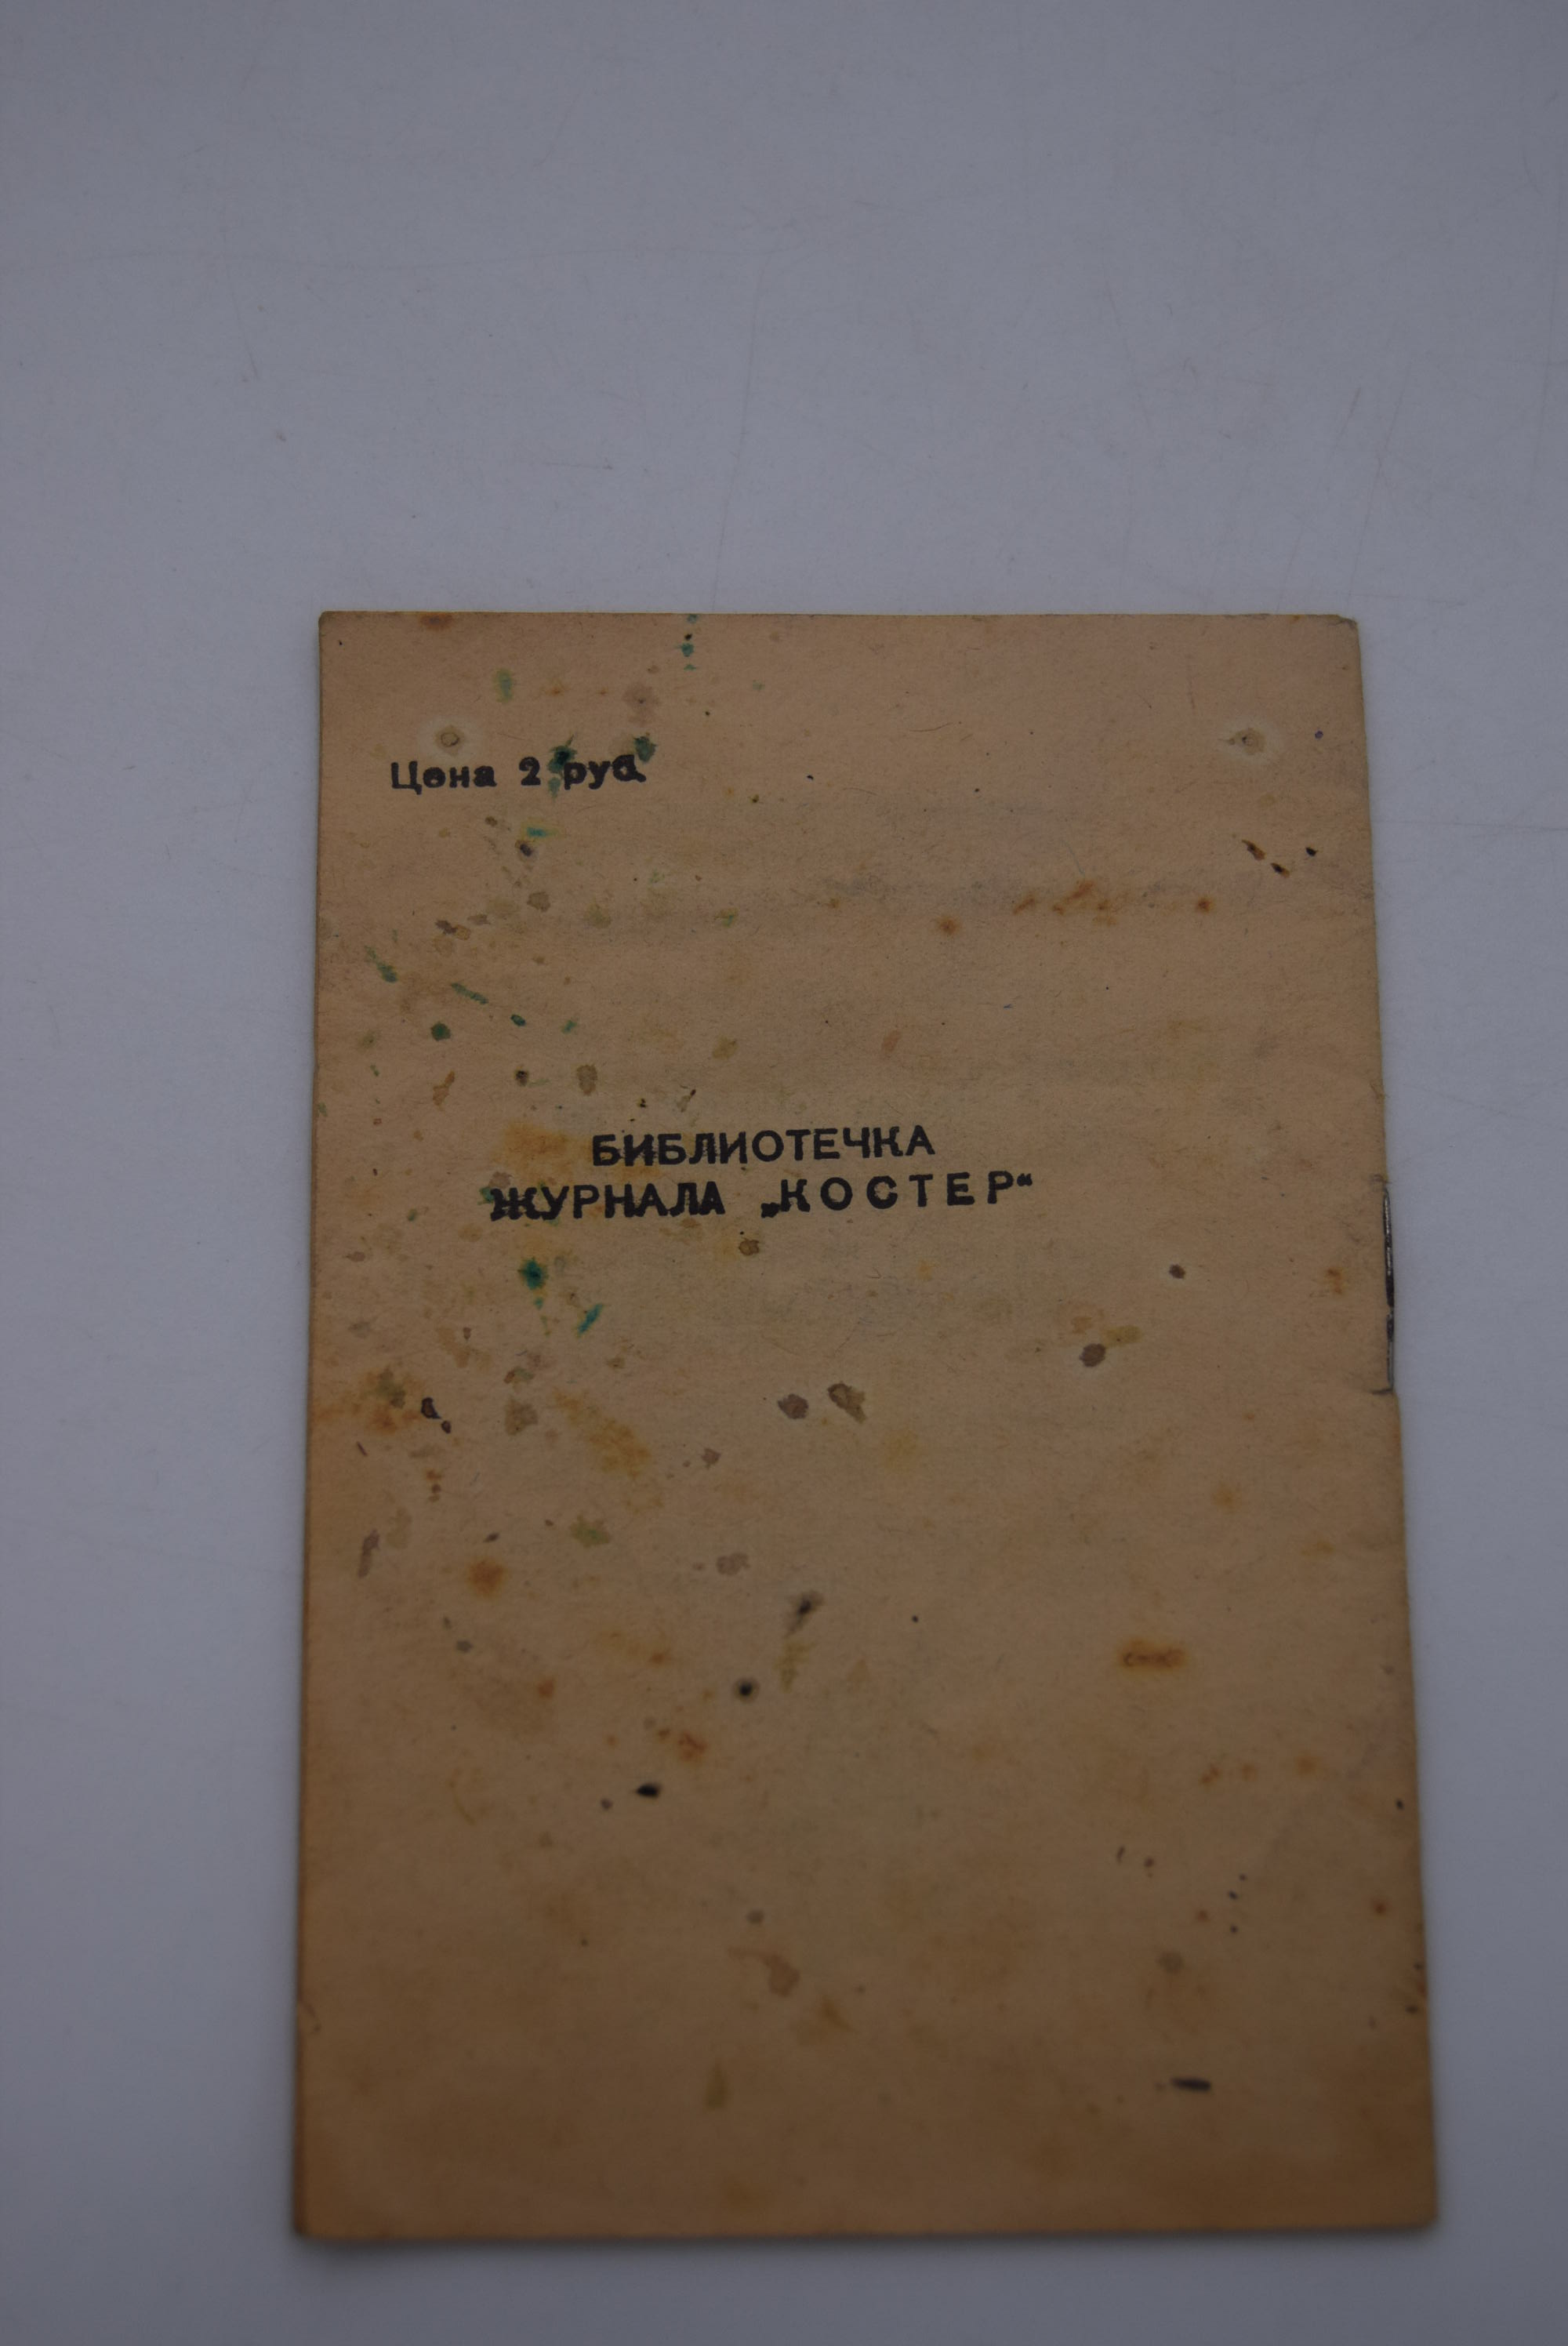 Цена 2 руб.
БИБЛИОТЕЧКА
ЖУРНАЛА „КОСТЕР“